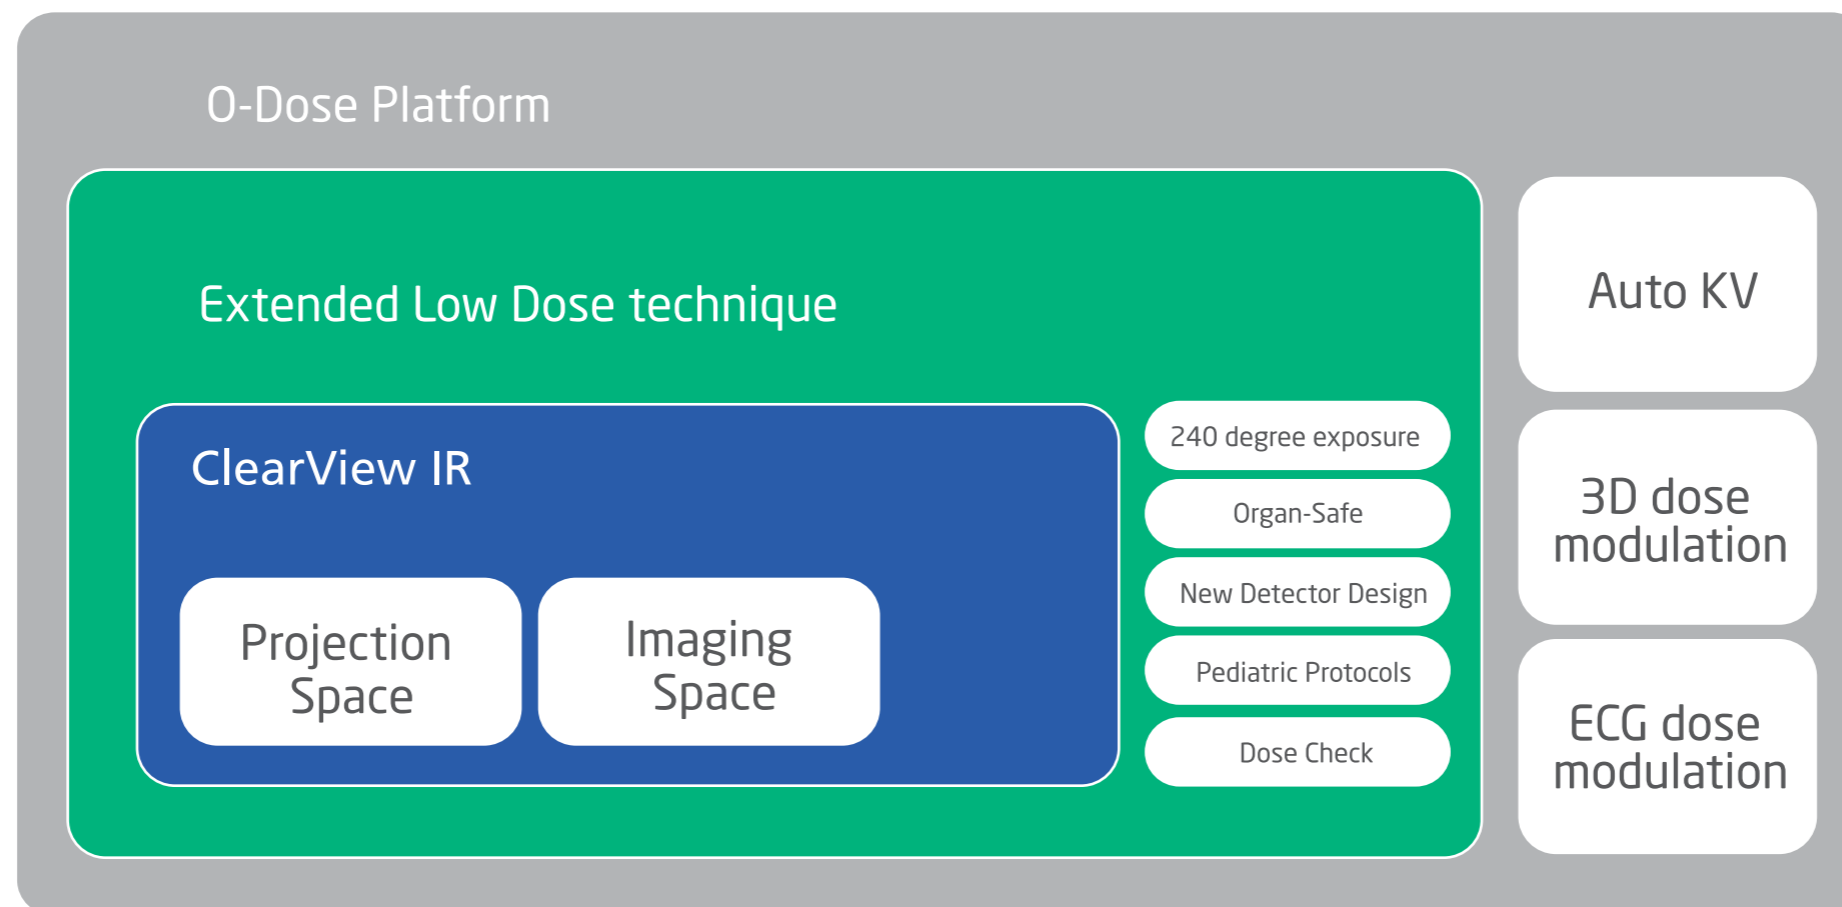 O-Dose Platform
Extended Low Dose technique
ClearView IR
Projection
Space
Imaging
Space
240 degree exposure
Organ-Safe
New Detector Design
Pediatric Protocols
Dose Check
Auto KV
3D dose
modulation
ECG dose
modulation